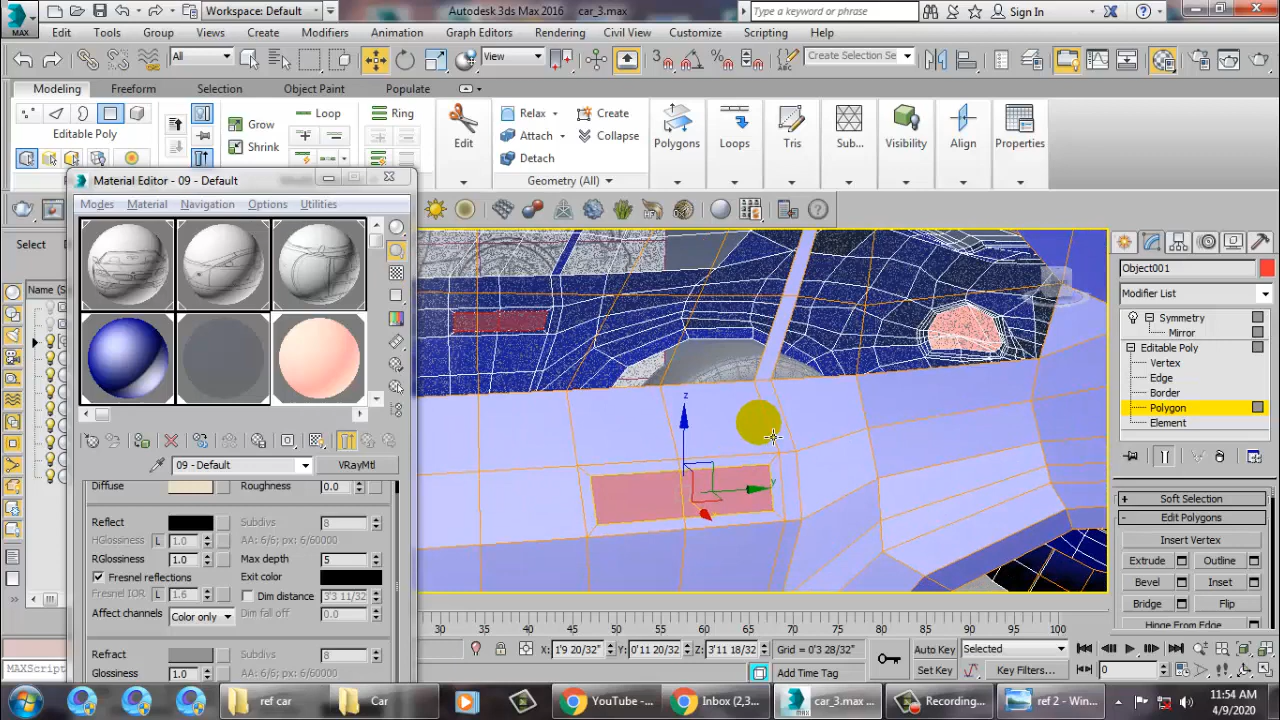 MAX
Workspace: Default
Autodesk 3ds Max 2016
car_3.max
Type a keyword or phrase
Sign In
Edit Tools Group Views Create Modifiers Animation Graph Editors Rendering Civil View Customize Scripting Help
All
View
Create Selection Se
Modeling Freeform Selection Object Paint Populate
Editable Poly
Grow
Shrink
Loop
Ring
Edit
Relax
Attach
Detach
Create
Collapse
Geometry (All)
Polygons
Loops
Tris
Sub...
Visibility
Align
Properties
Select
Name (S
Material Editor - 09 - Default
Modes Material Navigation Options Utilities
09 - Default
VRayMtl
Diffuse
Roughness 0.0
Reflect
Subdivs 8
HGlossiness L 1.0
AA: 6/6; px: 6/60000
RGlossiness 1.0
Max depth 5
Fresnel reflections
Exit color
Fresnel IOR L 1.6
Dim distance 3'3 11/32
Affect channels Color only
Dim fall off 0.0
Refract
Subdivs 8
Glossiness 1.0
AA: 6/6; px: 6/60000
z
y
Object001
Modifier List
Symmetry
Mirror
Editable Poly
Vertex
Edge
Border
Polygon
Element
+ Soft Selection
- Edit Polygons
Insert Vertex
Extrude
Outline
Bevel
Inset
Bridge
Flip
Hinge From Edge
30 35 40 45 50 55 60 65 70 75 80 85 90 95 100
X: 1'9 20/32" Y: 0'11 20/32" Z: 3'11 18/32" Grid = 0'3 28/32"
Auto Key
Selected
Set Key
Key Filters...
0
Add Time Tag
MAXScript
Start
ref car
Car
YouTube -...
Inbox (2,3...
car_3.max ...
Recording...
ref 2 - Win...
11:54 AM
4/9/2020